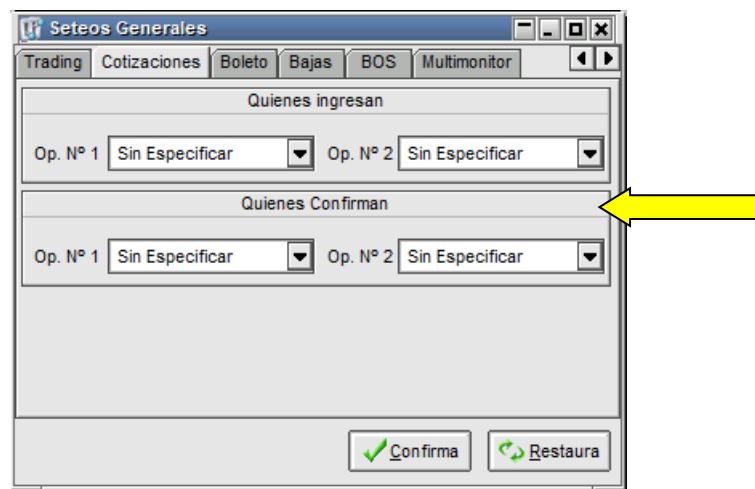 Seteos Generales
Trading Cotizaciones Boleto Bajas BOS Multimonitor
Quienes ingresan
Op. Nº 1 Sin Especificar Op. Nº 2 Sin Especificar
Quienes Confirman
Op. Nº 1 Sin Especificar Op. Nº 2 Sin Especificar
Confirma Restaura